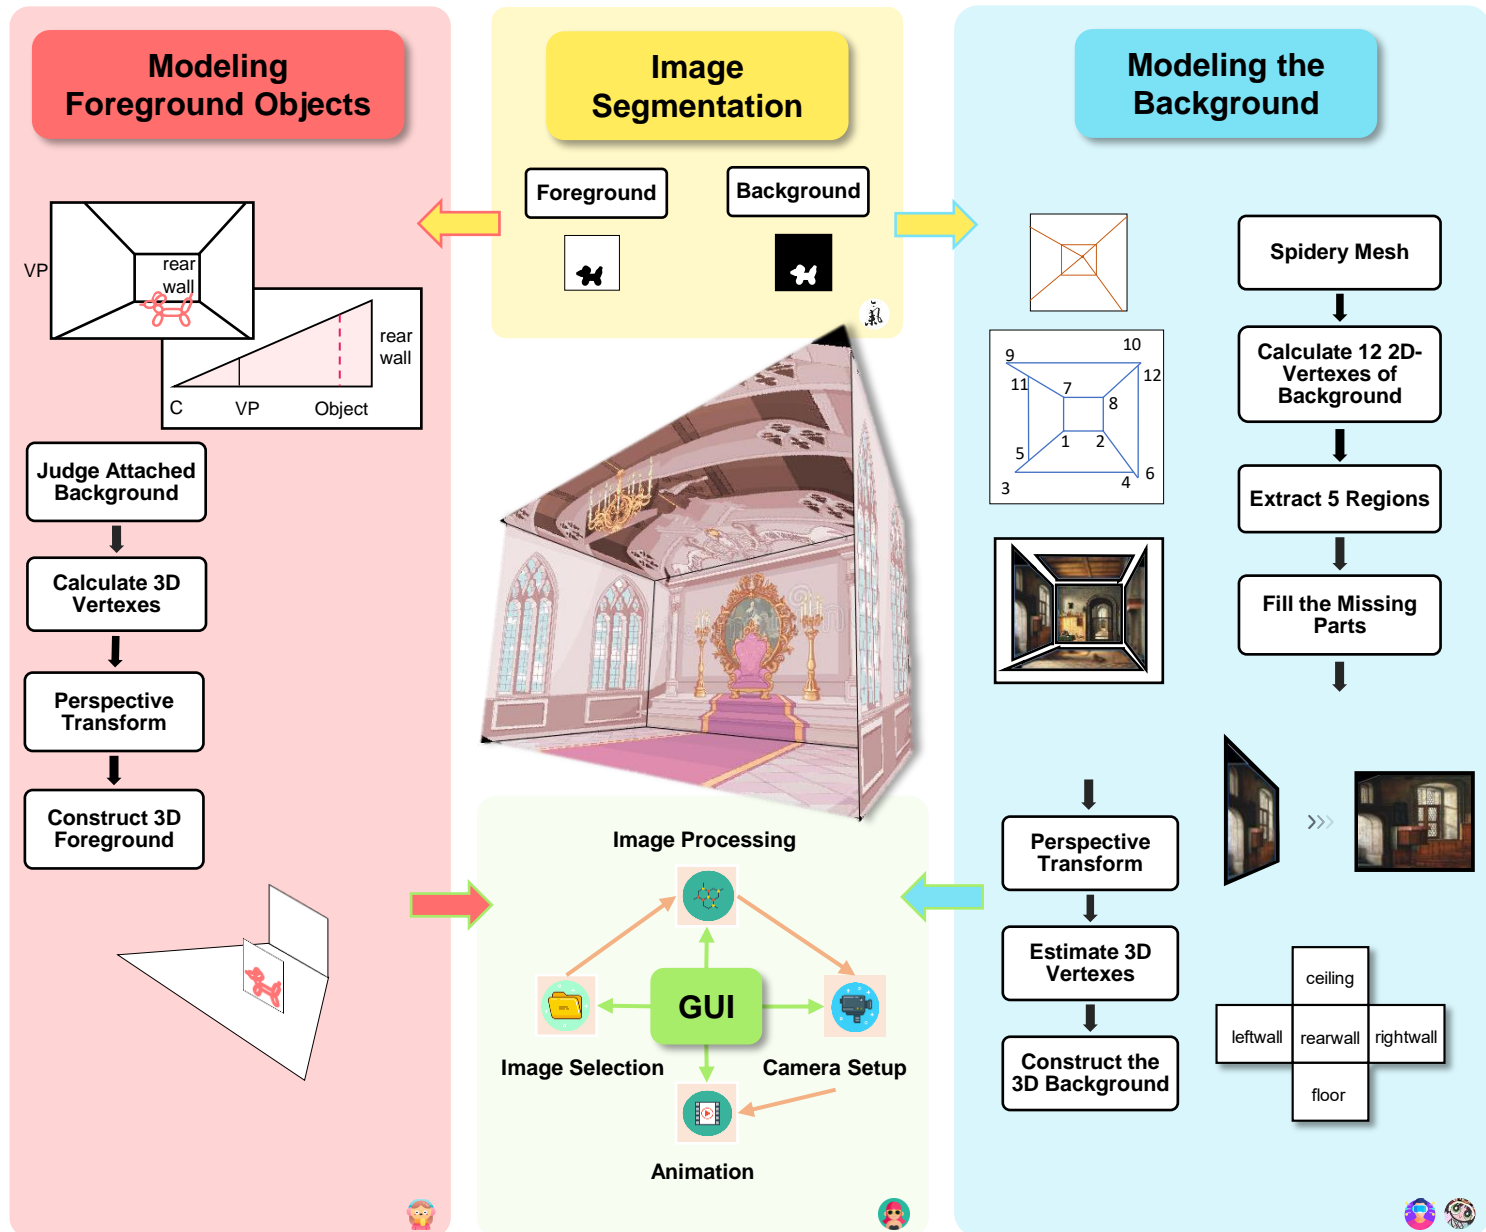 Modeling
Foreground Objects
VP
rear
wall
rear
wall
C
VP
Object
Judge Attached
Background
Calculate 3D
Vertexes
Perspective
Transform
Construct 3D
Foreground
Image
Segmentation
Foreground
Background
Image Processing
GUI
Image Selection
Camera Setup
Animation
Modeling the
Background
Spidery Mesh
Calculate 12 2D-
Vertexes of
Background
Extract 5 Regions
Fill the Missing
Parts
9
10
11
12
7
8
1
2
5
6
3
4
Perspective
Transform
Estimate 3D
Vertexes
Construct the
3D Background
ceiling
leftwall
rearwall
rightwall
floor